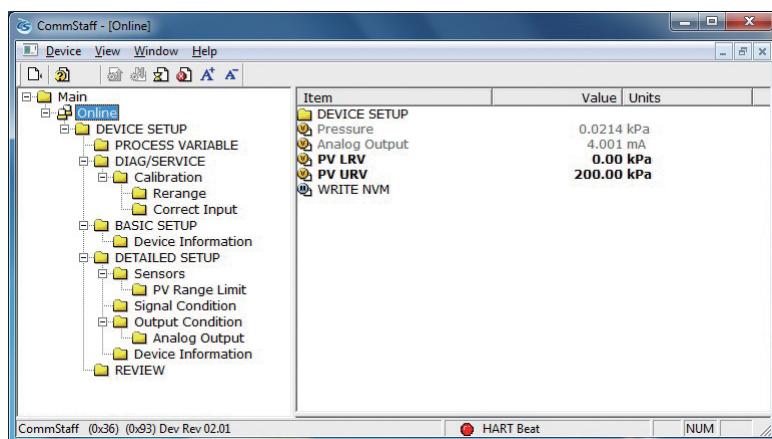 CommStaff - [Online]
Device View Window Help
Main
Online
DEVICE SETUP
PROCESS VARIABLE
DIAG/SERVICE
Calibration
Rerange
Correct Input
BASIC SETUP
Device Information
DETAILED SETUP
Sensors
PV Range Limit
Signal Condition
Output Condition
Analog Output
Device Information
REVIEW
Item Value Units
DEVICE SETUP
Pressure 0.0214 kPa
Analog Output 4.001 mA
PV LRV 0.00 kPa
PV URV 200.00 kPa
WRITE NVM
CommStaff (0x36) (0x93) Dev Rev 02.01 HART Beat NUM